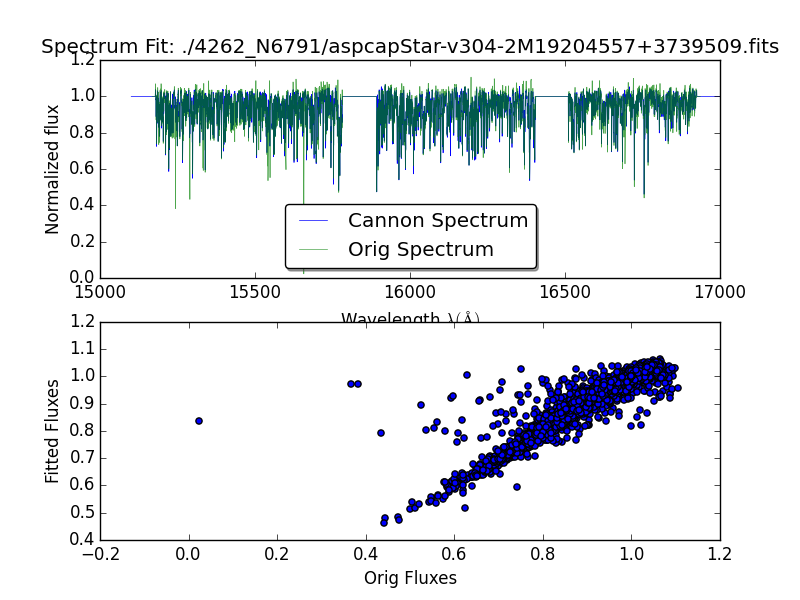 Spectrum Fit: ./4262_N6791/aspcapStar-v304-2M19204557+3739509.fits
1.2
1.0
0.8
0.6
0.4
0.2
0.0
Normalized flux
Cannon Spectrum
Orig Spectrum
15000 15500 16000 16500 17000
Wavelength λ(Å)
1.2
1.1
1.0
0.9
0.8
0.7
0.6
0.5
0.4
Fitted Fluxes
−0.2 0.0 0.2 0.4 0.6 0.8 1.0 1.2
Orig Fluxes